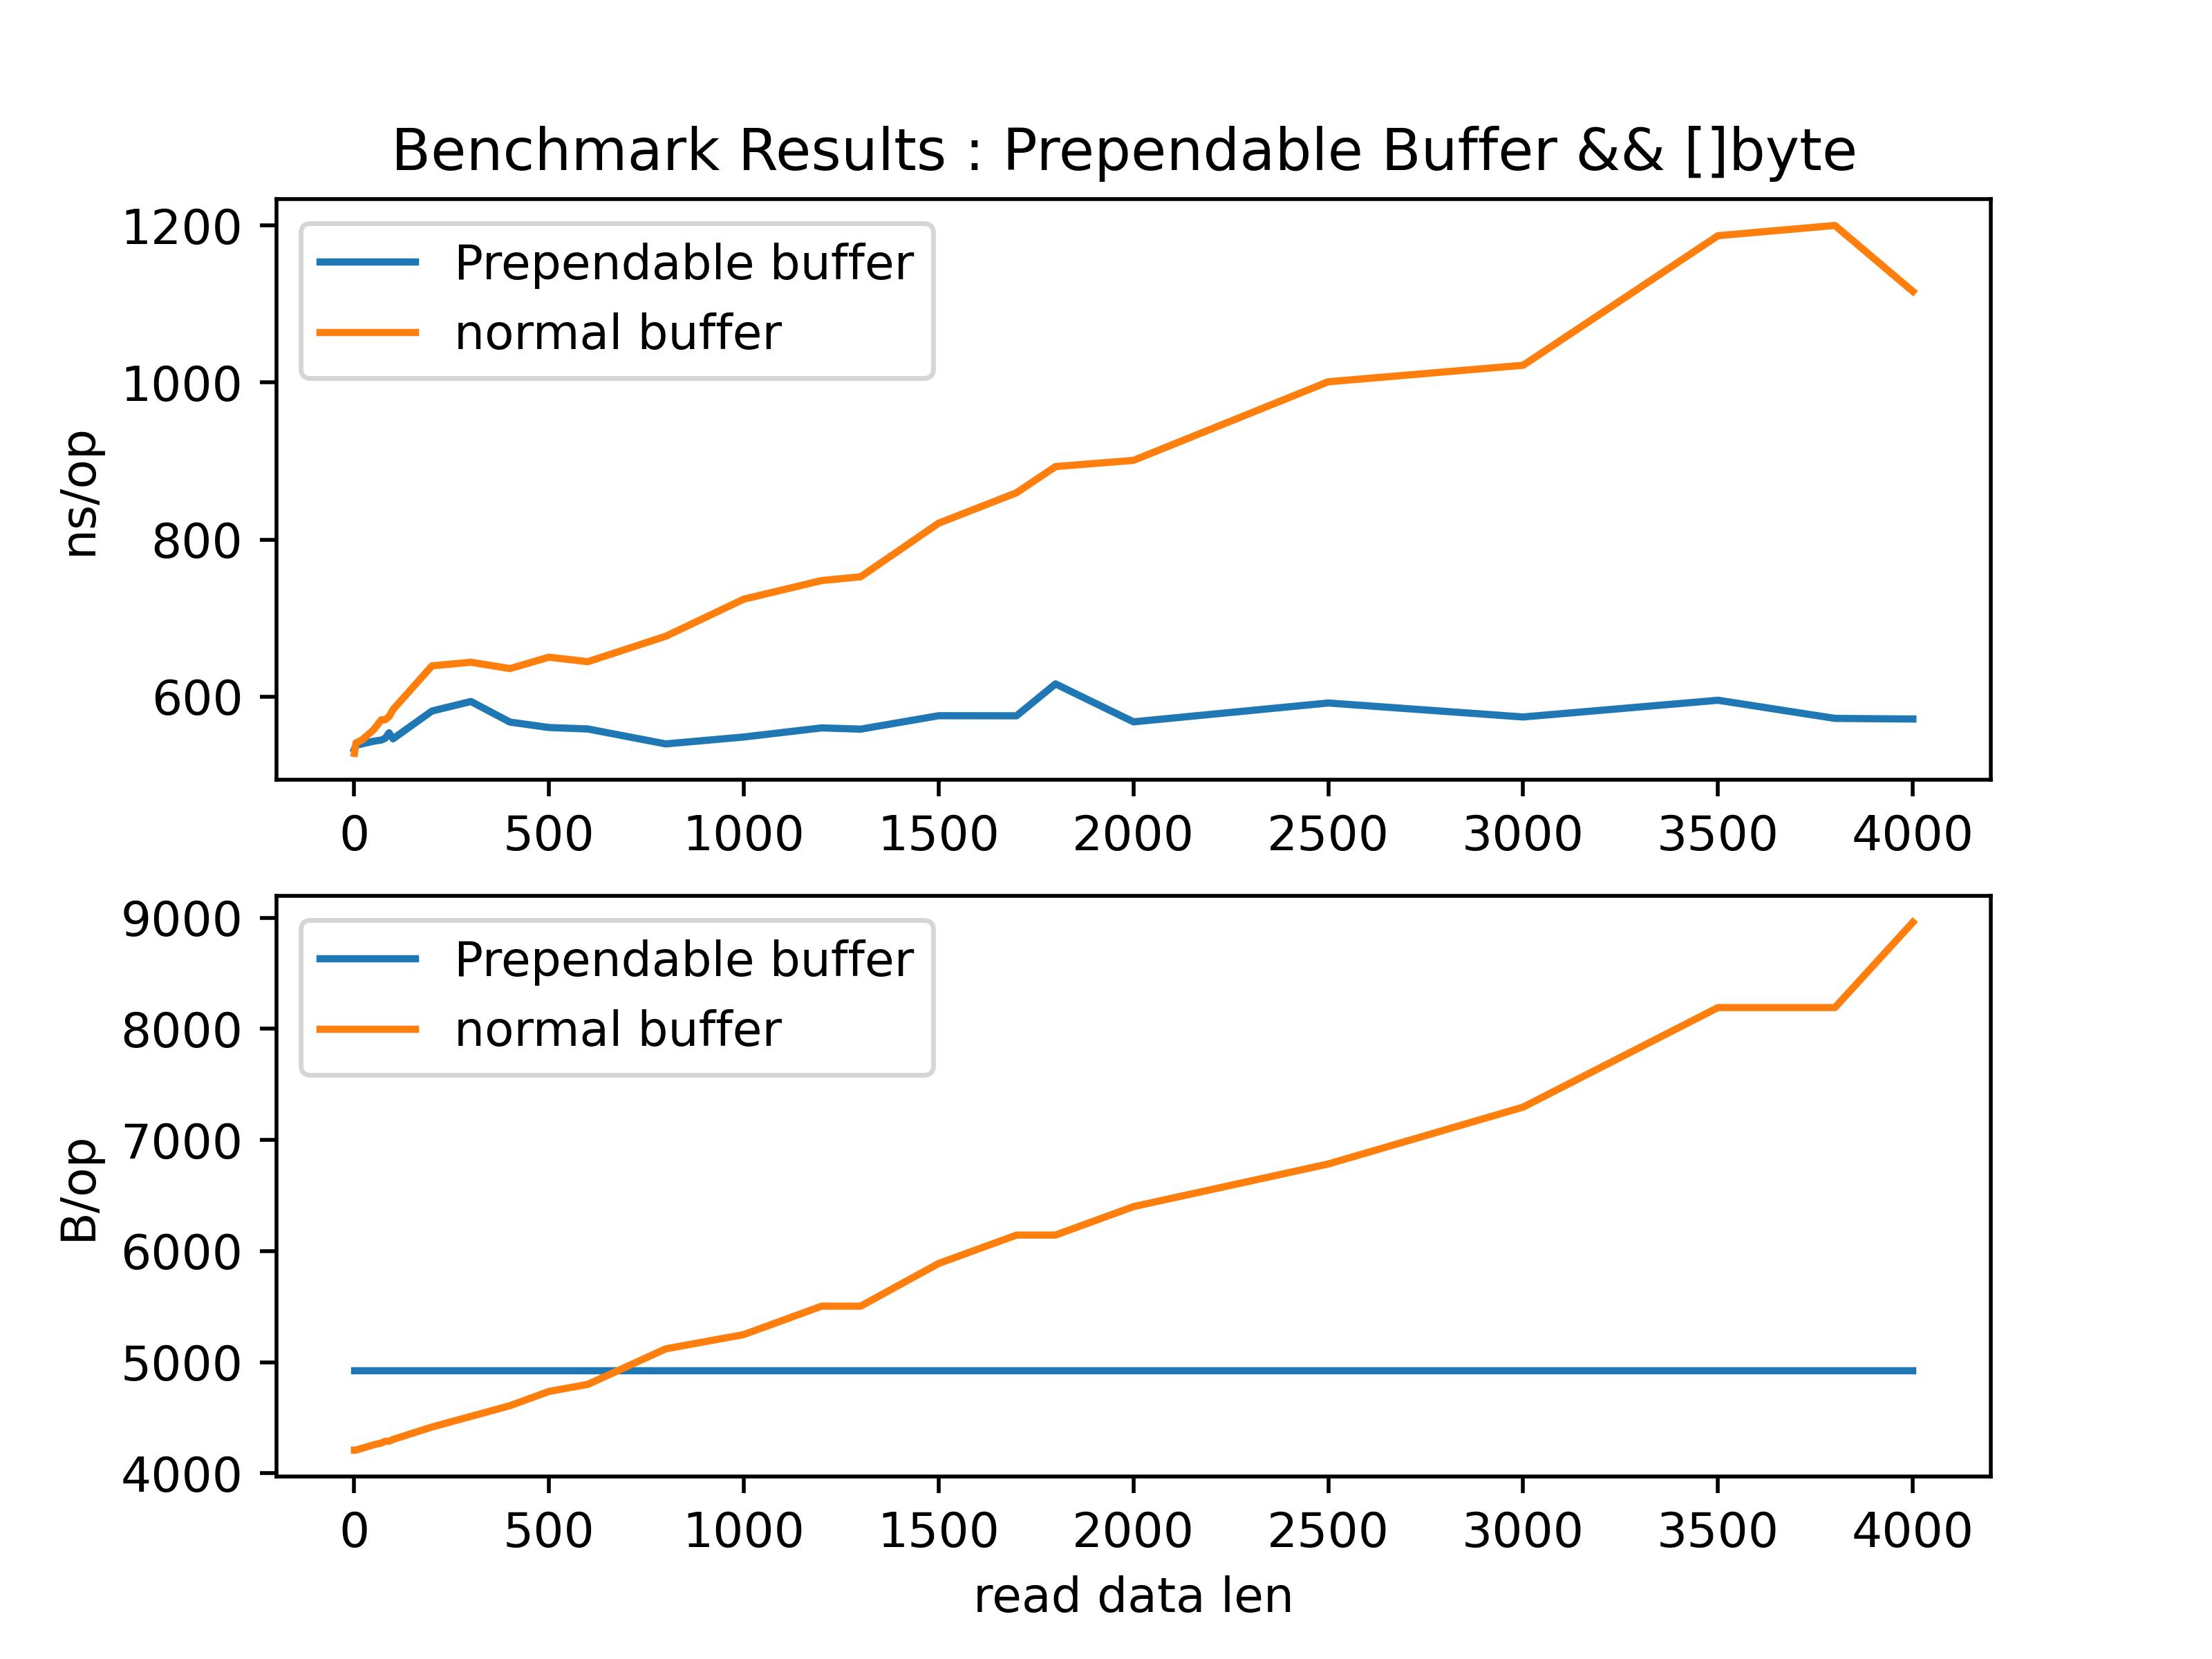 Benchmark Results : Prependable Buffer && []byte
1200
1000
800
600
ns/op
Prependable buffer
normal buffer
0 500 1000 1500 2000 2500 3000 3500 4000
9000
8000
7000
6000
5000
4000
B/op
Prependable buffer
normal buffer
0 500 1000 1500 2000 2500 3000 3500 4000
read data len